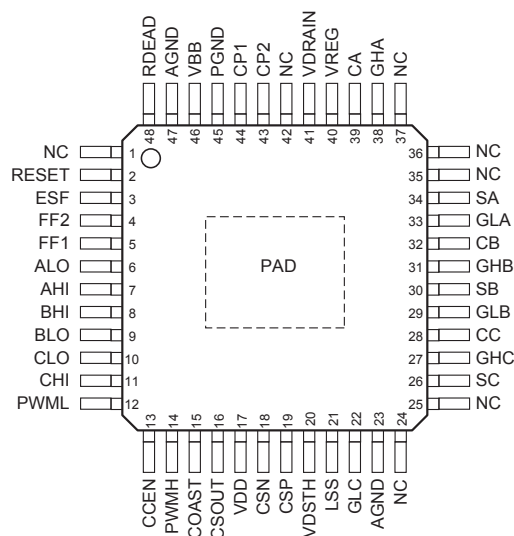 RDEAD
AGND
VBB
PGND
CP1
CP2
NC
VDRAIN
VREG
CA
GHA
NC
48
47
46
45
44
43
42
41
40
39
38
37
NC 1
RESET 2
ESF 3
FF2 4
FF1 5
ALO 6
AHI 7
BHI 8
BLO 9
CLO 10
CHI 11
PWML 12
PAD
36 NC
35 NC
34 SA
33 GLA
32 CB
31 GHB
30 SB
29 GLB
28 CC
27 GHC
26 SC
25 NC
13
14
15
16
17
18
19
20
21
22
23
24
CCEN
PWMH
COAST
CSOUT
VDD
CSN
CSP
VDSTH
LSS
GLC
AGND
NC